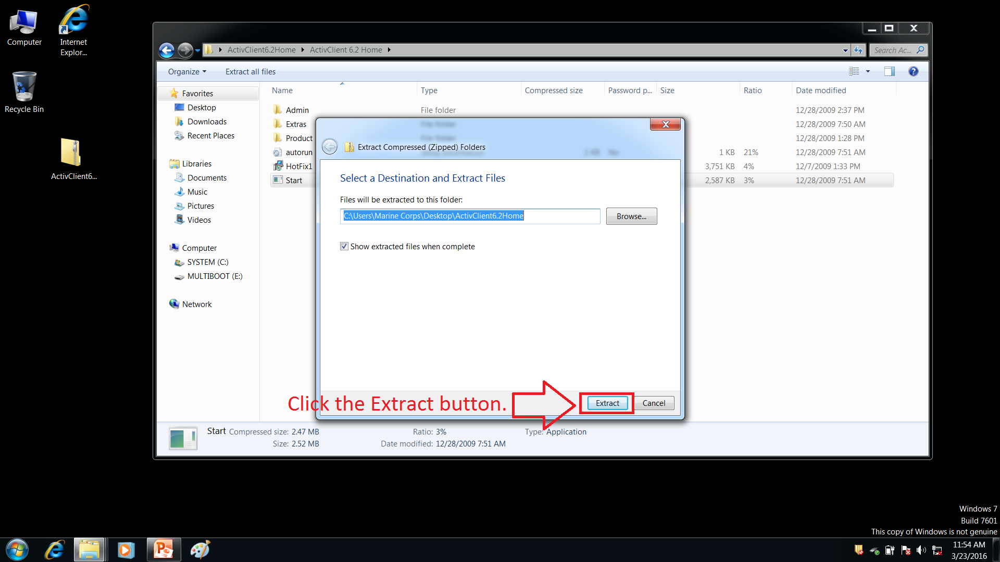 Computer
Internet
Explor...
Recycle Bin
ActivClient6...
ActivClient6.2Home
ActivClient 6.2 Home
Search Ac...
Organize
Extract all files
Favorites
Desktop
Downloads
Recent Places
Libraries
Documents
Music
Pictures
Videos
Computer
SYSTEM (C:)
MULTIBOOT (E:)
Network
Name Type Compressed size Password p... Size Ratio Date modified
Admin File folder 12/28/2009 2:37 PM
Extras 12/28/2009 7:50 AM
Product 12/28/2009 1:28 PM
autorun 1 KB 21% 12/28/2009 7:51 AM
HotFix1 3,751 KB 4% 12/7/2009 1:33 PM
Start 2,587 KB 3% 12/28/2009 7:51 AM
Extract Compressed (Zipped) Folders
Select a Destination and Extract Files
Files will be extracted to this folder:
C:\Users\Marine Corps\Desktop\ActivClient6.2Home
Browse...
Show extracted files when complete
Click the Extract button.
Extract
Cancel
Start Compressed size: 2.47 MB Ratio: 3% Type: Application
Size: 2.52 MB Date modified: 12/28/2009 7:51 AM
Windows 7
Build 7601
This copy of Windows is not genuine
11:54 AM
3/23/2016